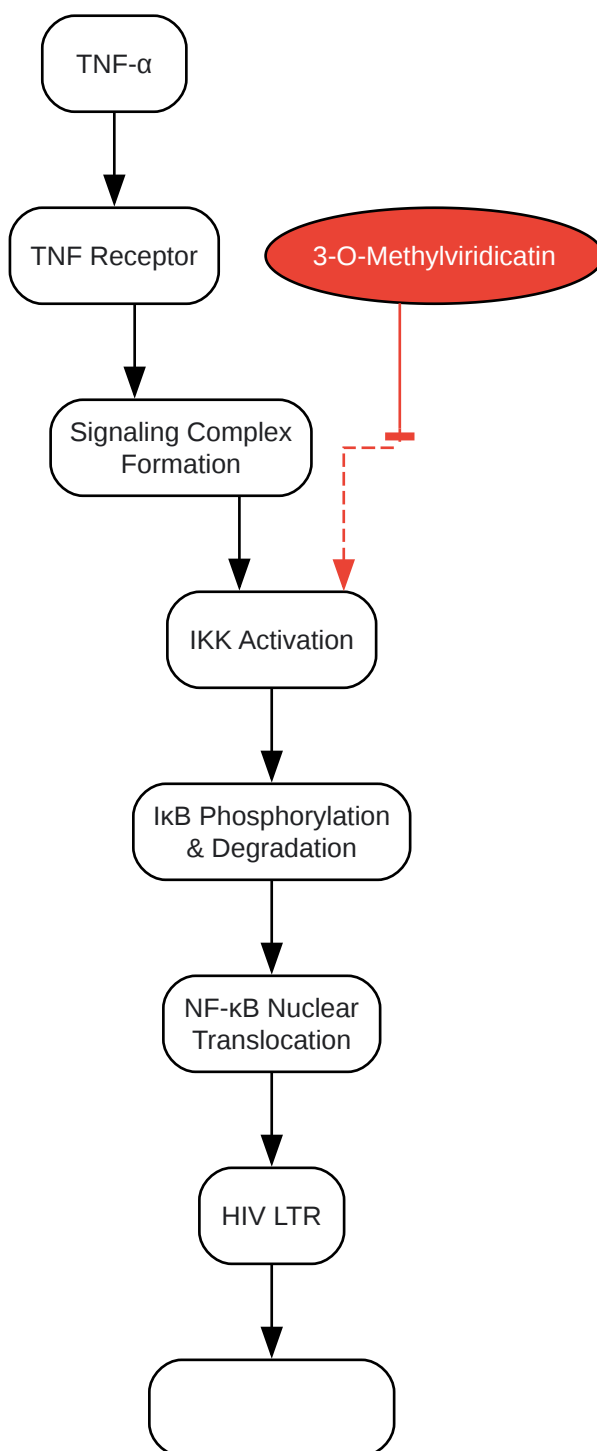 TNF-α
TNF Receptor
3-O-Methylviridicatin
Signaling Complex
Formation
IKK Activation
IκB Phosphorylation
& Degradation
NF-κB Nuclear
Translocation
HIV LTR